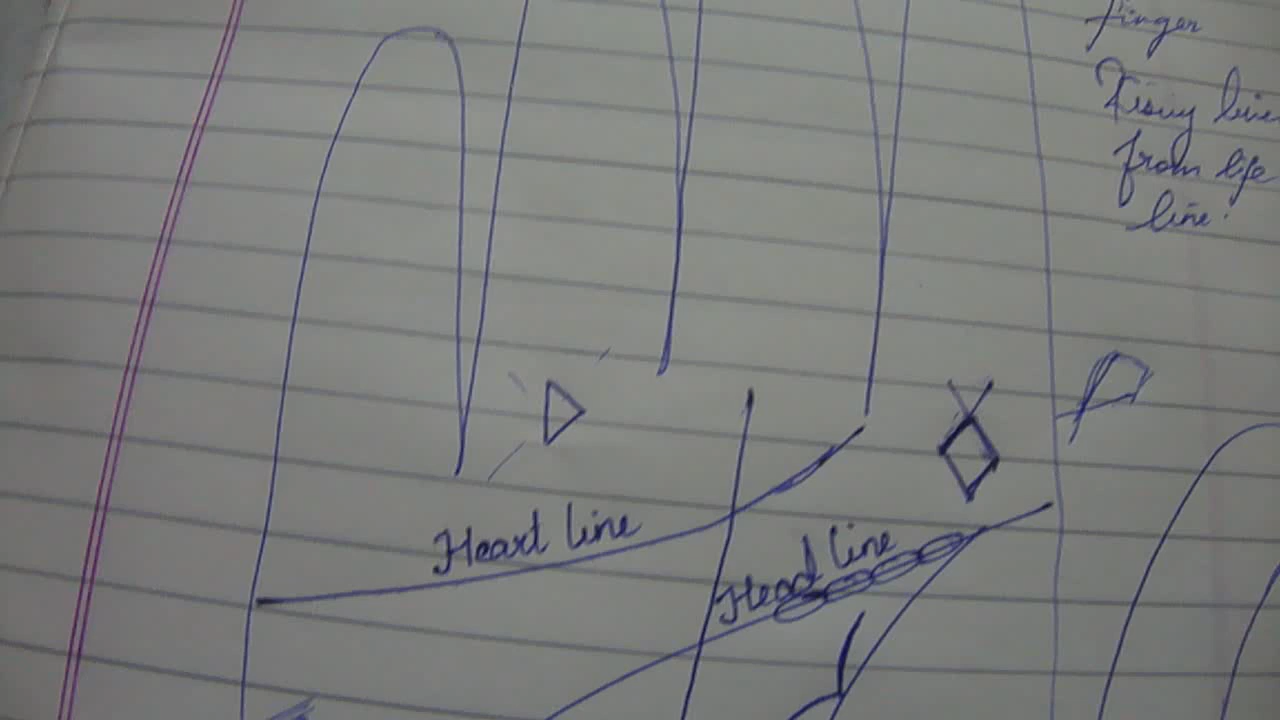 finger
Rising line
from life
line.
Heart line
Head line